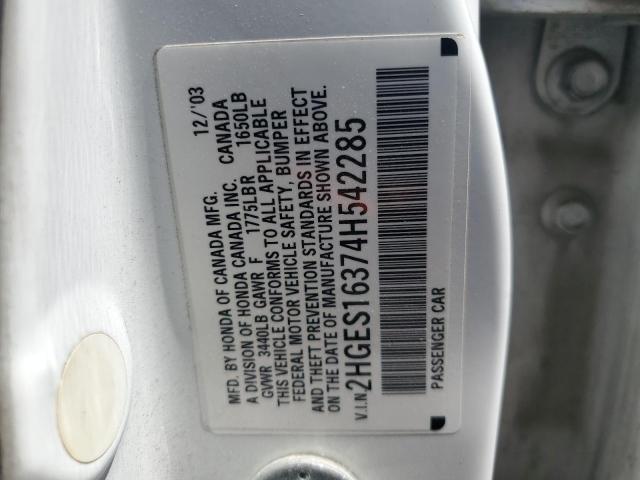 MFD. BY HONDA OF CANADA MFG. 12/'03
A DIVISION OF HONDA CANADA INC. CANADA
GVWR 3440LB GAWR F 1775LBR 1650LB
THIS VEHICLE CONFORMS TO ALL APPLICABLE
FEDERAL MOTOR VEHICLE SAFETY, BUMPER
AND THEFT PREVENTION STANDARDS IN EFFECT
ON THE DATE OF MANUFACTURE SHOWN ABOVE.
V.I.N 2HGES16374H542285
PASSENGER CAR